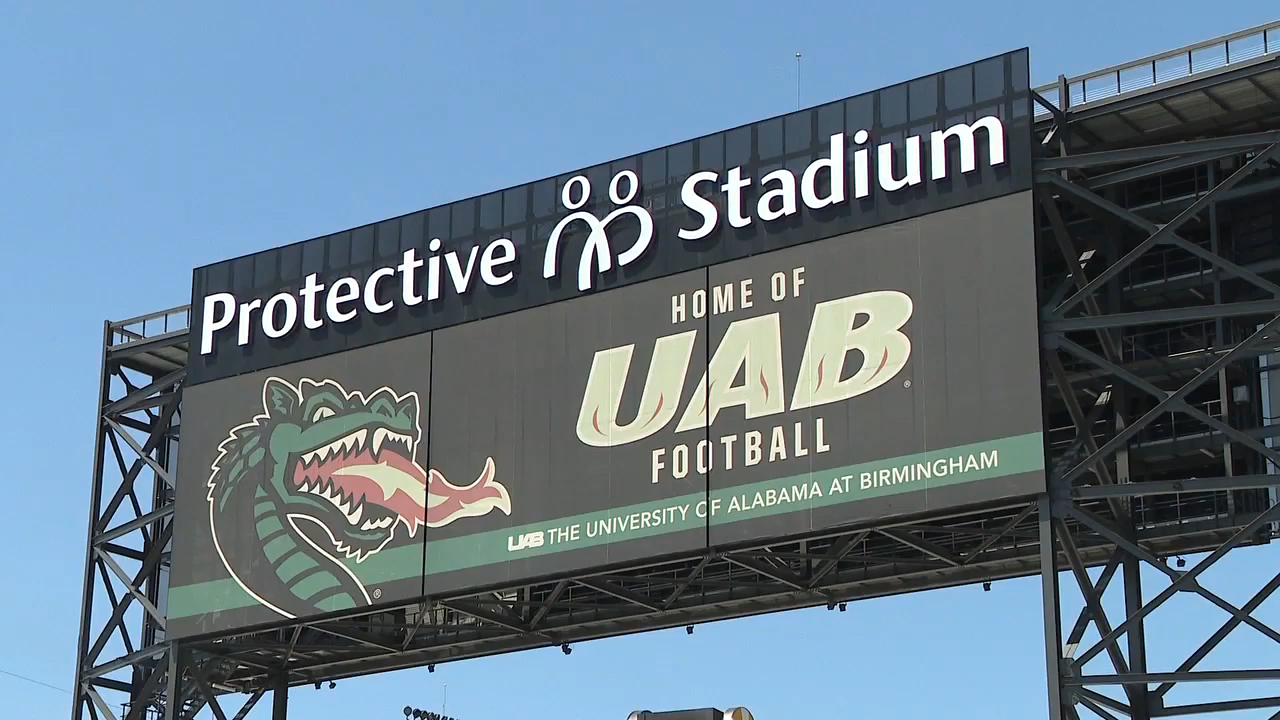 Protective Stadium
HOME OF
UAB
FOOTBALL
UAB THE UNIVERSITY OF ALABAMA AT BIRMINGHAM